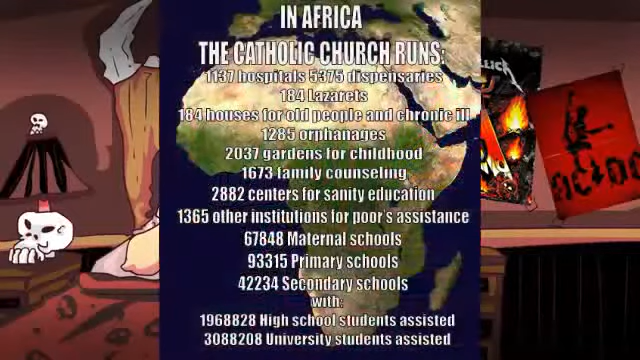 IN AFRICA
THE CATHOLIC CHURCH RUNS:
1137 hospitals 5375 dispensaries
184 Lazarets
184 houses for old people and chronic ill
1285 orphanages
2037 gardens for childhood
1673 family counseling
2882 centers for sanity education
1365 other institutions for poor's assistance
67848 Maternal schools
93315 Primary schools
42234 Secondary schools
with:
1968828 High school students assisted
3088208 University students assisted
ACDC